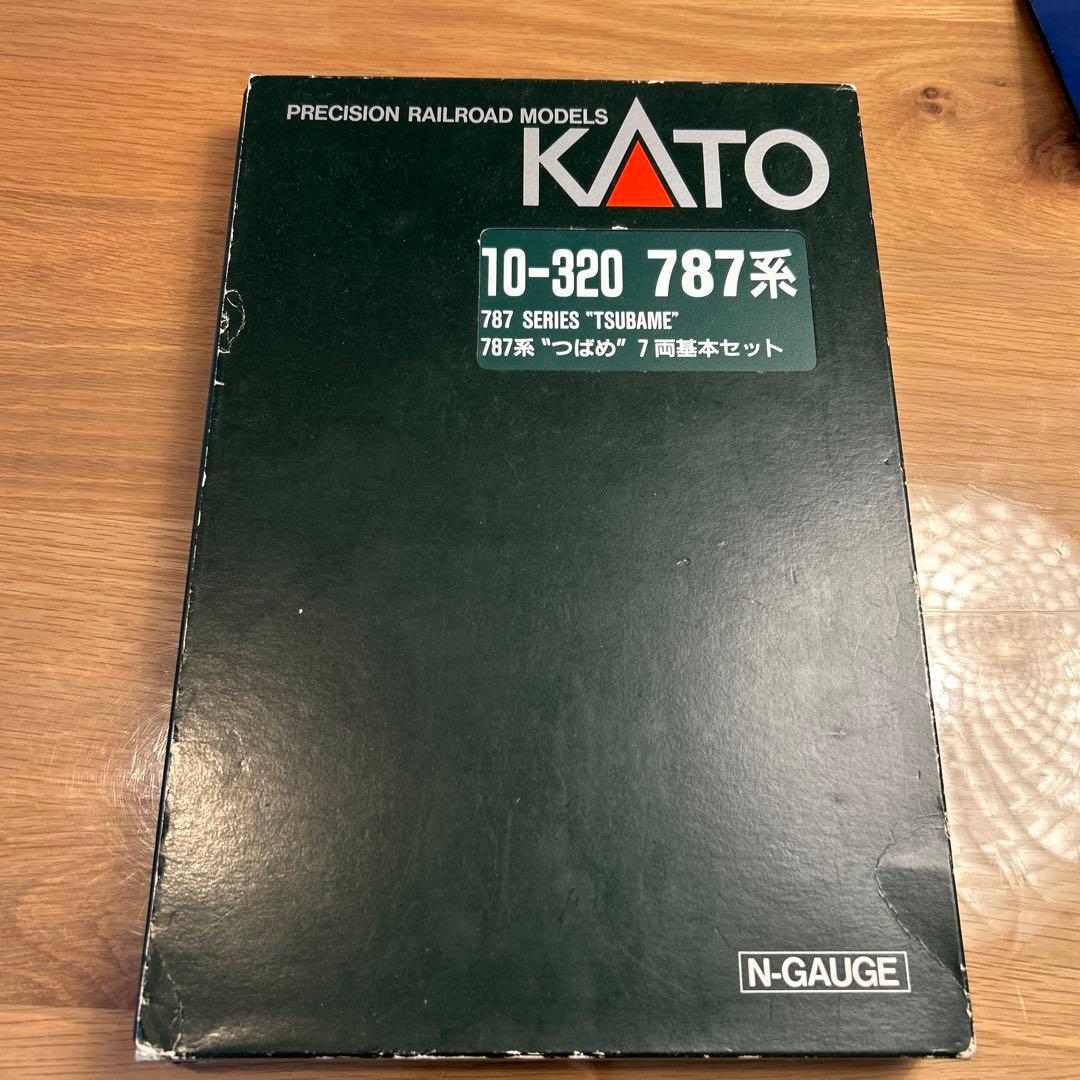 PRECISION RAILROAD MODELS
KATO
10-320 787系
787 SERIES "TSUBAME"
787系 "つばめ" 7両基本セット
N-GAUGE